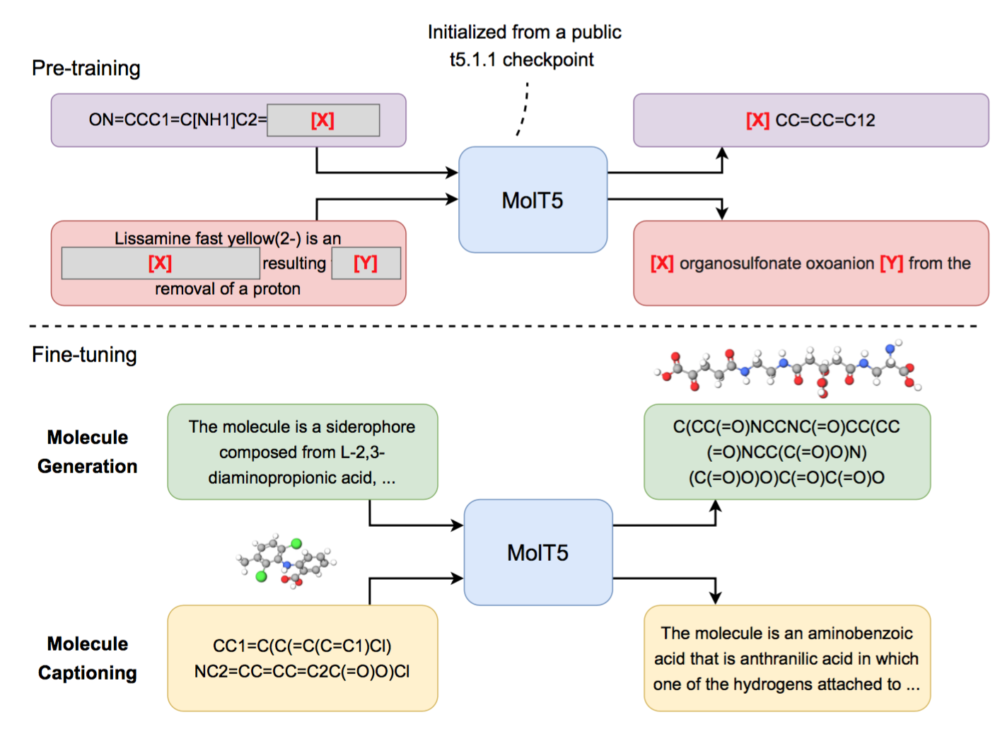 Initialized from a public
t5.1.1 checkpoint
Pre-training
ON=CCC1=C[NH1]C2= [X]
[X] CC=CC=C12
MolT5
Lissamine fast yellow(2-) is an
[X] resulting [Y]
removal of a proton
[X] organosulfonate oxoanion [Y] from the
Fine-tuning
Molecule
Generation
The molecule is a siderophore
composed from L-2,3-
diaminopropionic acid, ...
C(CC(=O)NCCNC(=O)CC(CC
(=O)NCC(C(=O)O)N)
(C(=O)O)O)C(=O)C(=O)O
MolT5
Molecule
Captioning
CC1=C(C(=C(C=C1)Cl)
NC2=CC=CC=C2C(=O)O)Cl
The molecule is an aminobenzoic
acid that is anthranilic acid in which
one of the hydrogens attached to ...